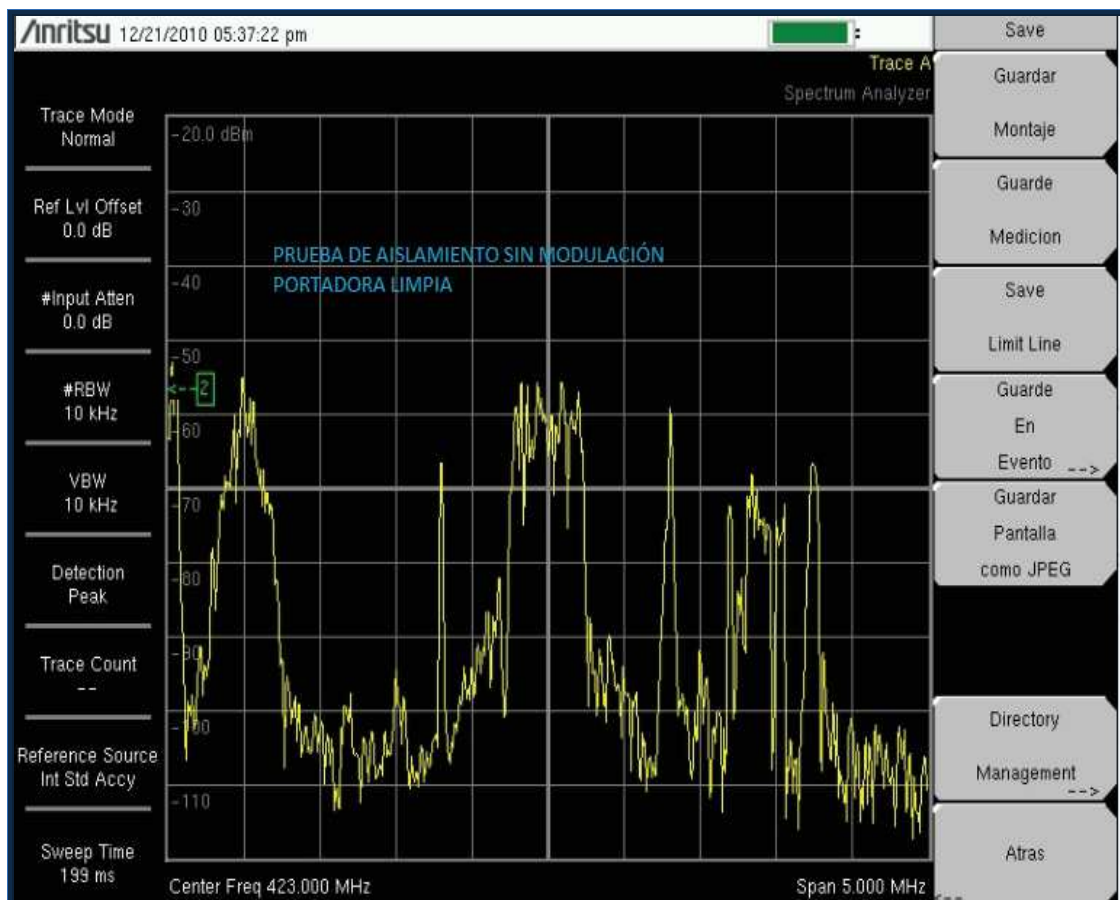 Anritsu 12/21/2010 05:37:22 pm
Save
Trace A
Spectrum Analyzer
Trace Mode
Normal
Ref Lvl Offset
0.0 dB
#Input Atten
0.0 dB
#RBW
10 kHz
VBW
10 kHz
Detection
Peak
Trace Count
--
Reference Source
Int Std Accy
Sweep Time
199 ms
-20.0 dBm
-30
-40
-50
-60
-70
-80
-90
-100
-110
PRUEBA DE AISLAMIENTO SIN MODULACIÓN
PORTADORA LIMPIA
<--2
Center Freq 423.000 MHz
Span 5.000 MHz
Guardar
Montaje
Guarde
Medicion
Save
Limit Line
Guarde
En
Evento -->
Guardar
Pantalla
como JPEG
Directory
Management
-->
Atras